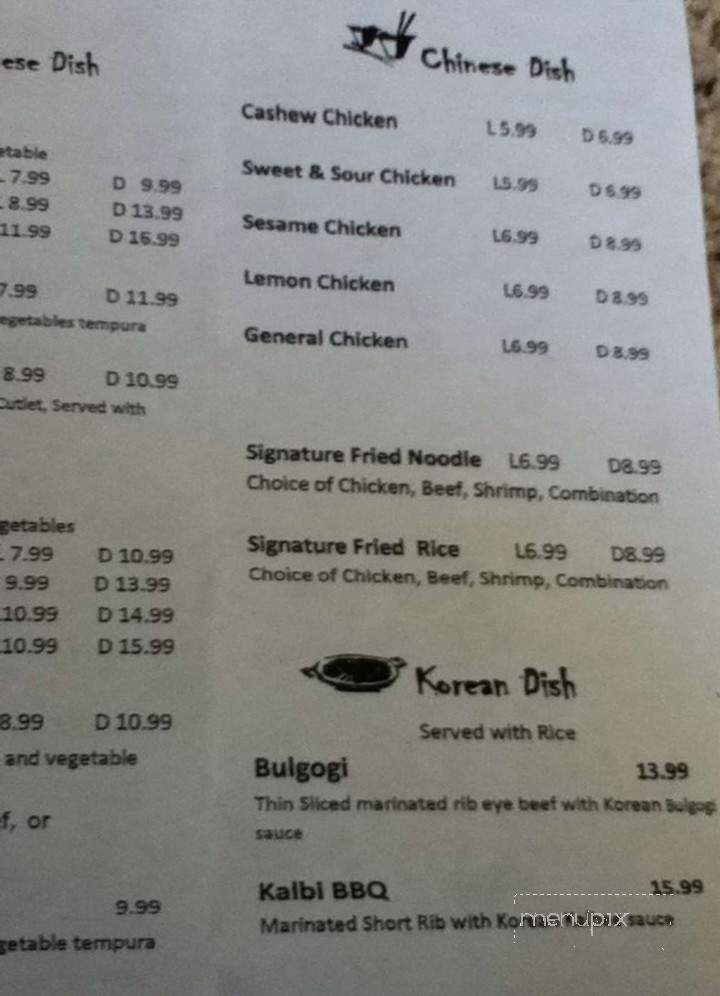 ese Dish
etable
7.99 D 9.99
8.99 D 13.99
11.99 D 16.99
7.99 D 11.99
egetables tempura
8.99 D 10.99
Cutlet, Served with
getables
7.99 D 10.99
9.99 D 13.99
10.99 D 14.99
10.99 D 15.99
8.99 D 10.99
and vegetable
f, or
9.99
getable tempura
Chinese Dish
Cashew Chicken L 5.99 D 6.99
Sweet & Sour Chicken L5.99 D 6.99
Sesame Chicken L6.99 D 8.99
Lemon Chicken L6.99 D 8.99
General Chicken L6.99 D 8.99
Signature Fried Noodle L6.99 D8.99
Choice of Chicken, Beef, Shrimp, Combination
Signature Fried Rice L6.99 D8.99
Choice of Chicken, Beef, Shrimp, Combination
Korean Dish
Served with Rice
Bulgogi 13.99
Thin Sliced marinated rib eye beef with Korean Bulgogi
sauce
Kalbi BBQ 15.99
Marinated Short Rib with sauce
menupix